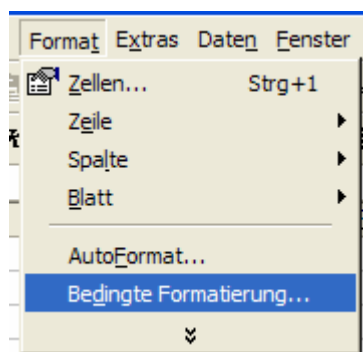 Format Extras Daten Fenster
Zellen... Strg+1
Zeile
Spalte
Blatt
AutoFormat...
Bedingte Formatierung...